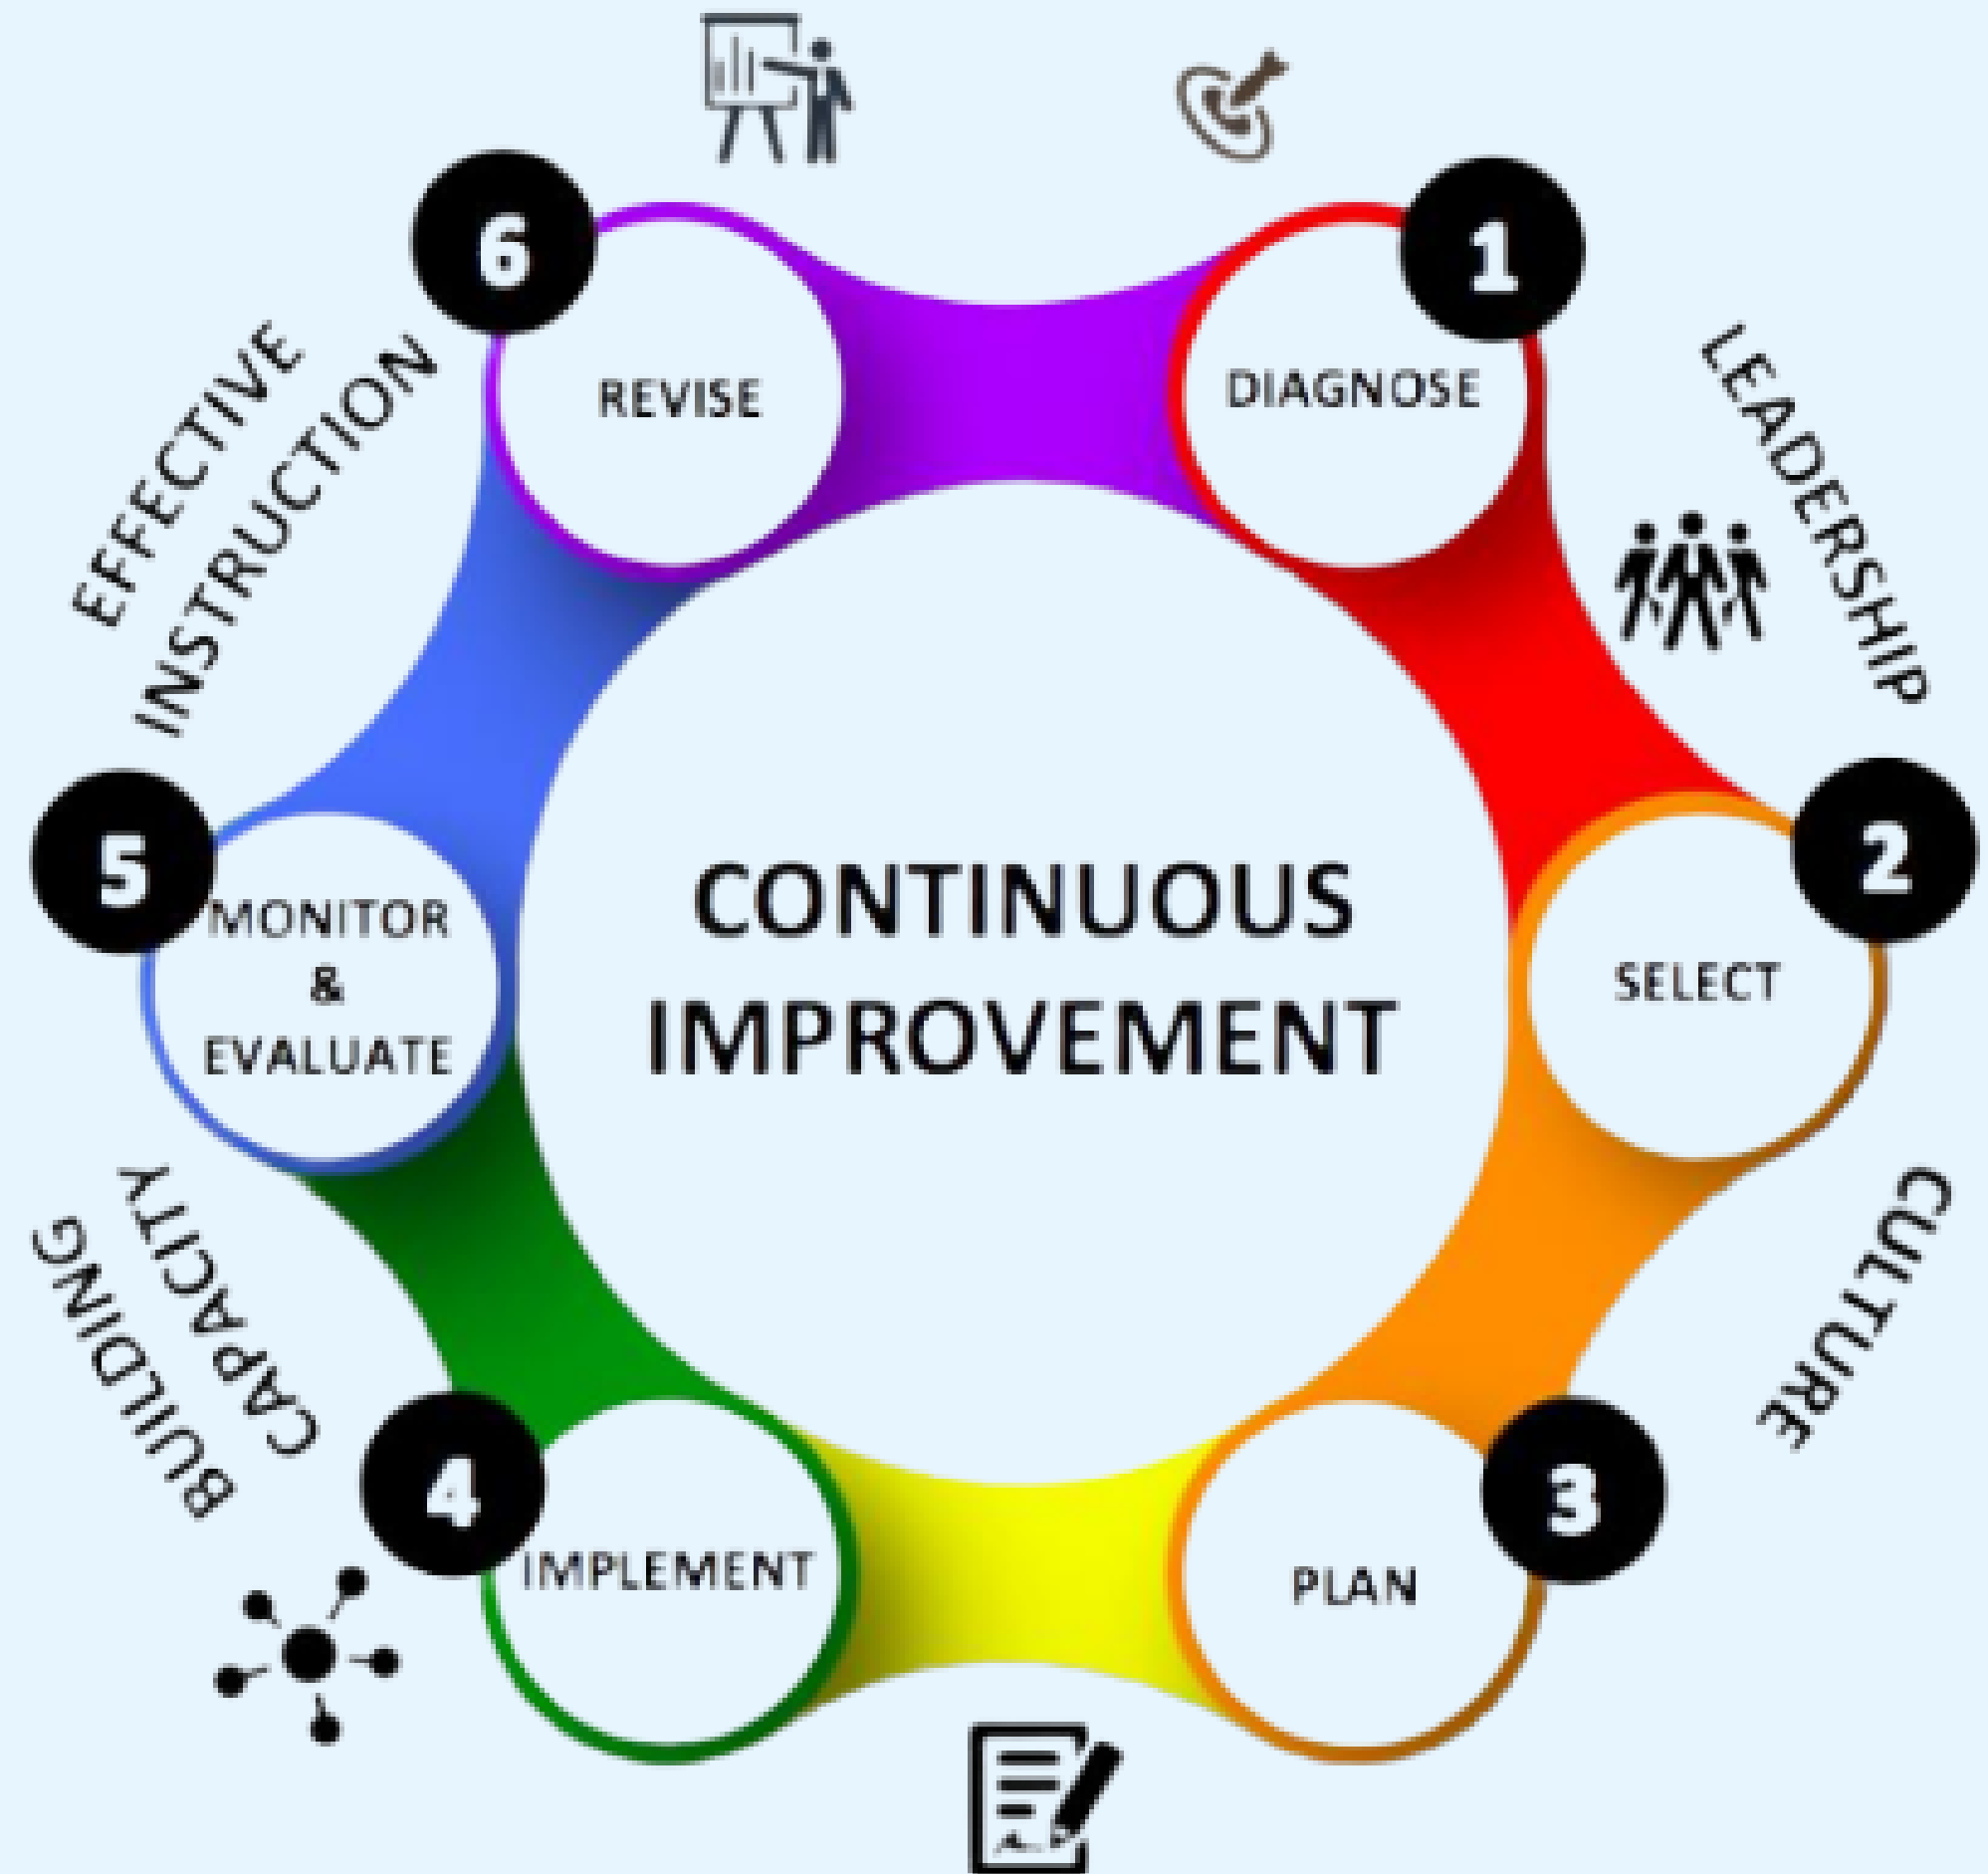 CONTINUOUS
IMPROVEMENT
1
DIAGNOSE
LEADERSHIP
2
SELECT
CULTURE
3
PLAN
4
IMPLEMENT
BUILDING
CAPACITY
5
MONITOR
&
EVALUATE
EFFECTIVE
INSTRUCTION
6
REVISE